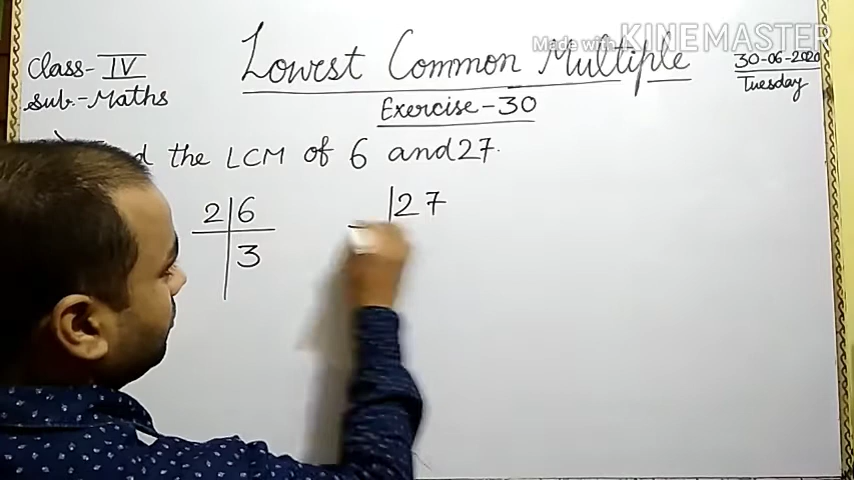 Made with KINEMASTER
Class-IV
Sub.-Maths
Lowest Common Multiple
30-06-2020
Tuesday
Exercise-30
the LCM of 6 and 27.
2 6
3
27